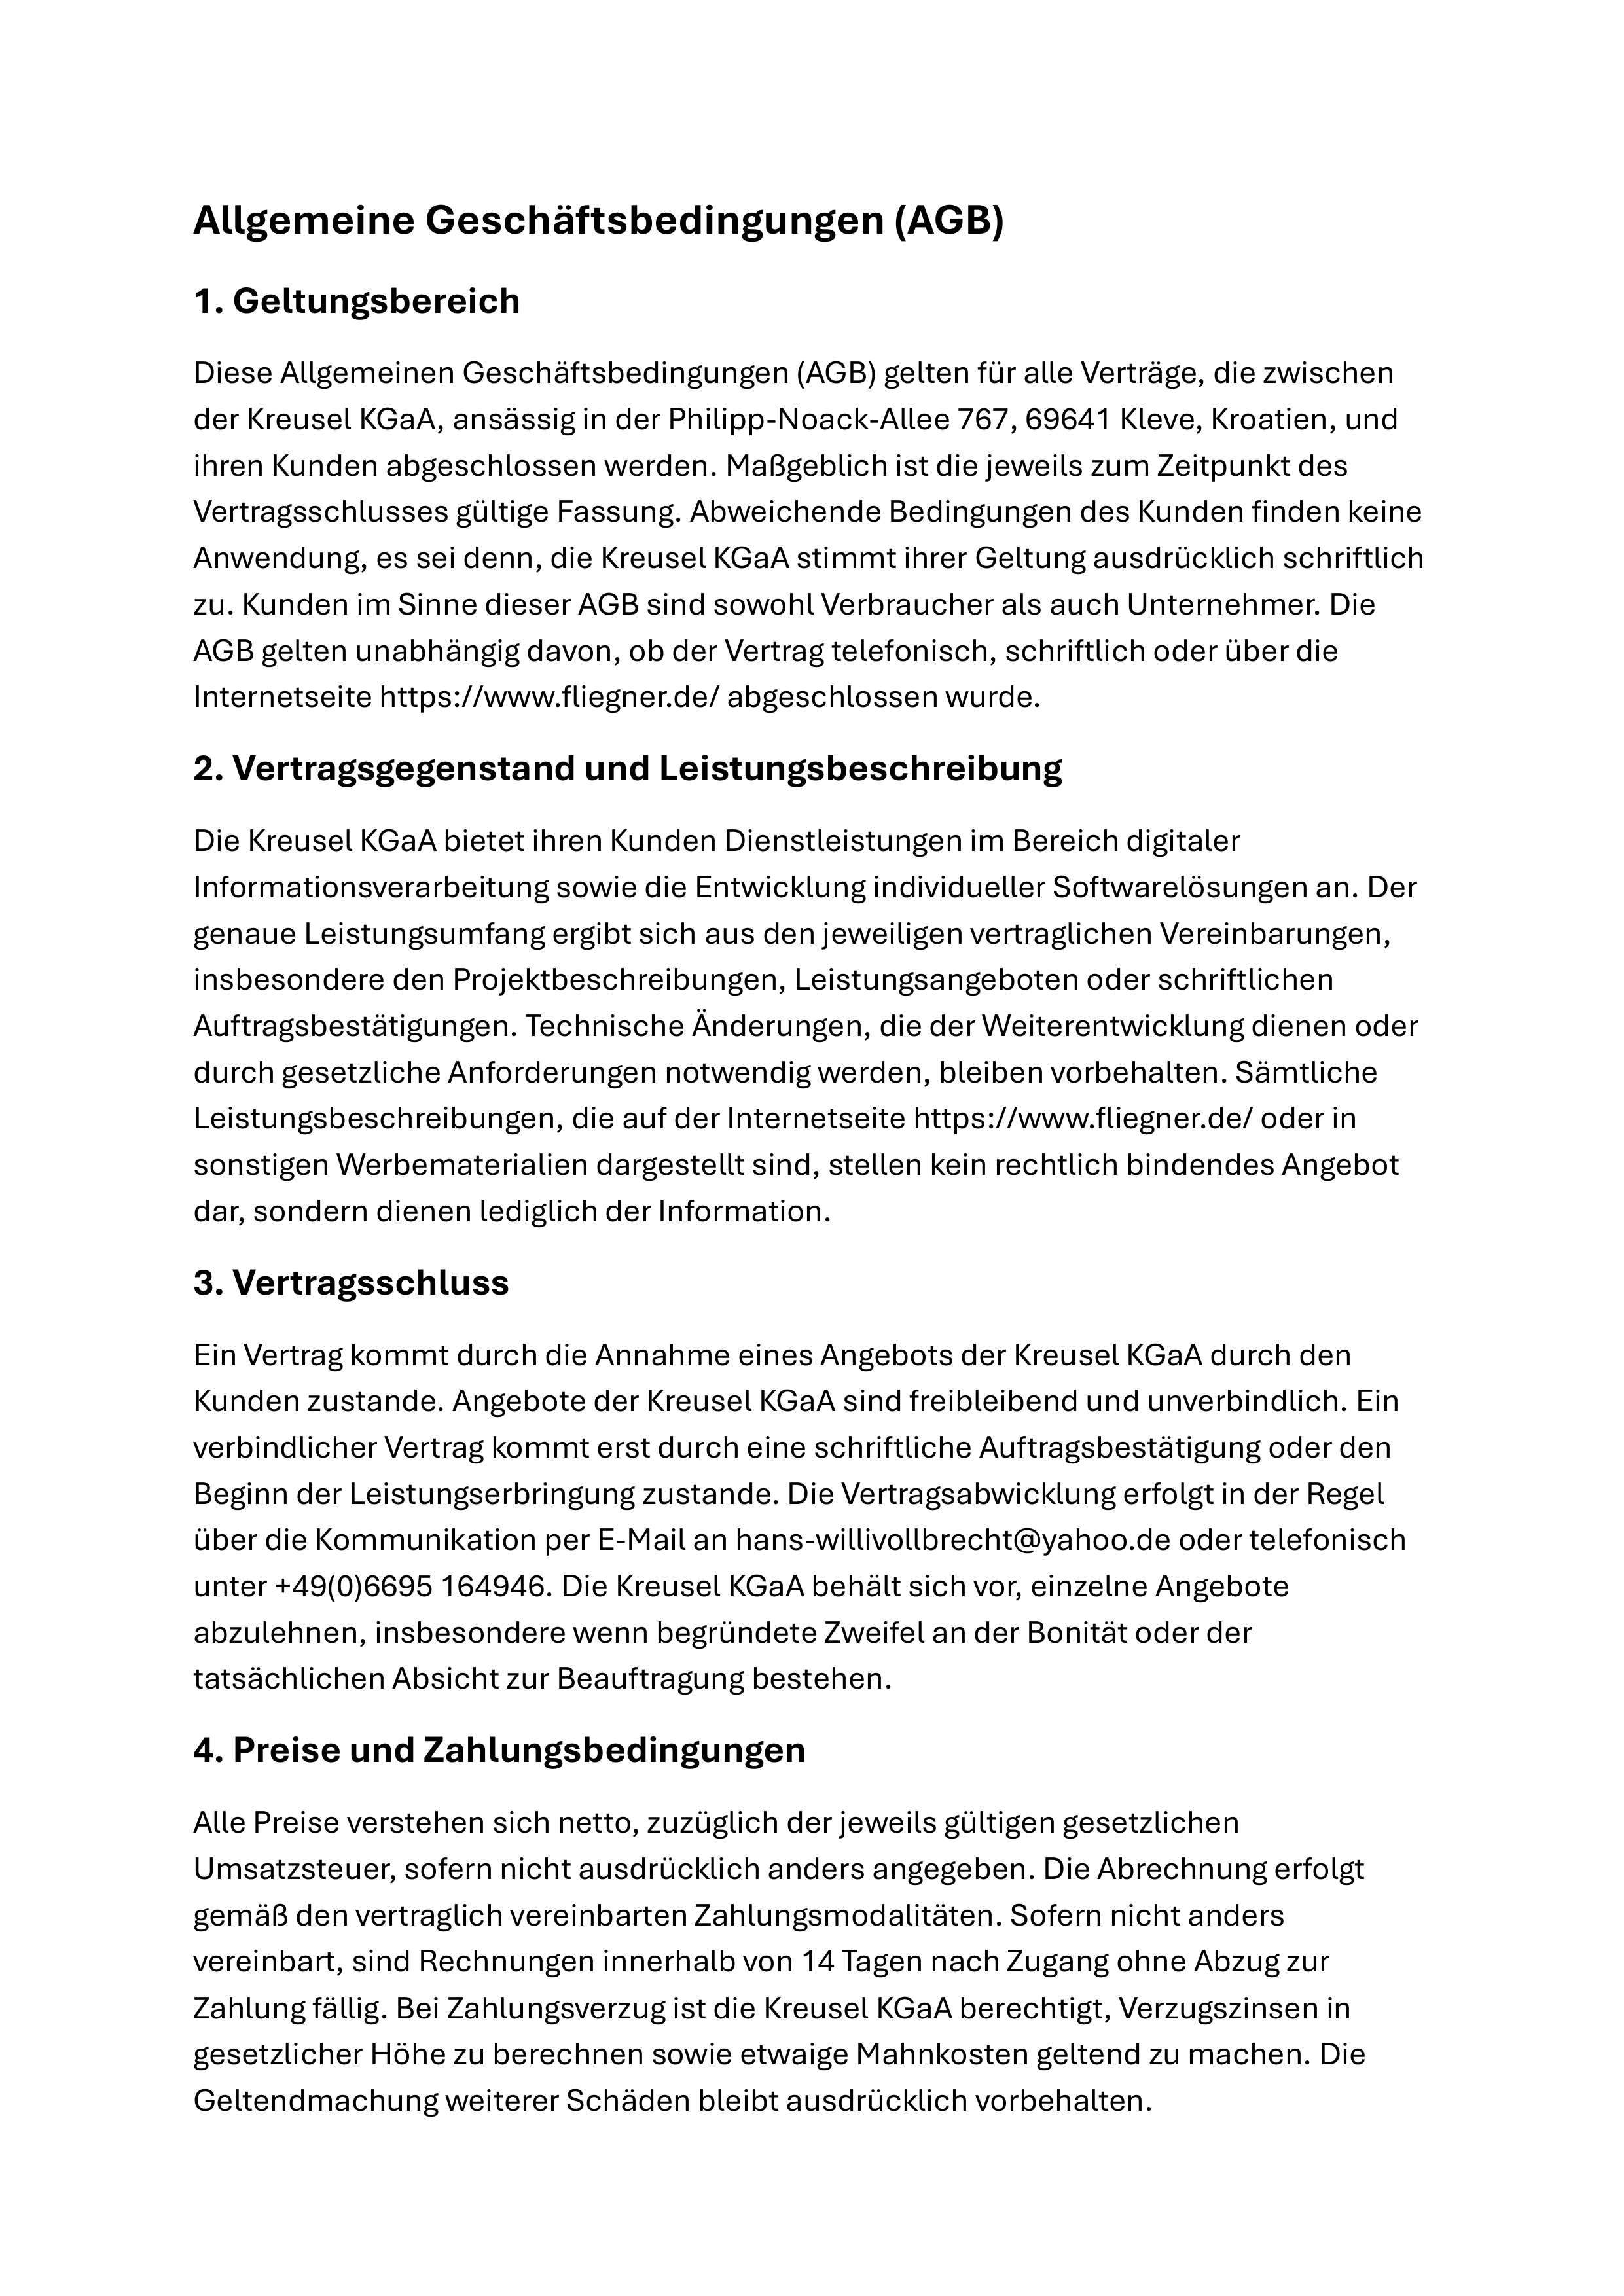 Allgemeine Geschäftsbedingungen (AGB)
1. Geltungsbereich
Diese Allgemeinen Geschäftsbedingungen (AGB) gelten für alle Verträge, die zwischen
der Kreusel KGaA, ansässig in der Philipp-Noack-Allee 767, 69641 Kleve, Kroatien, und
ihren Kunden abgeschlossen werden. Maßgeblich ist die jeweils zum Zeitpunkt des
Vertragsschlusses gültige Fassung. Abweichende Bedingungen des Kunden finden keine
Anwendung, es sei denn, die Kreusel KGaA stimmt ihrer Geltung ausdrücklich schriftlich
zu. Kunden im Sinne dieser AGB sind sowohl Verbraucher als auch Unternehmer. Die
AGB gelten unabhängig davon, ob der Vertrag telefonisch, schriftlich oder über die
Internetseite https://www.fliegner.de/ abgeschlossen wurde.
2. Vertragsgegenstand und Leistungsbeschreibung
Die Kreusel KGaA bietet ihren Kunden Dienstleistungen im Bereich digitaler
Informationsverarbeitung sowie die Entwicklung individueller Softwarelösungen an. Der
genaue Leistungsumfang ergibt sich aus den jeweiligen vertraglichen Vereinbarungen,
insbesondere den Projektbeschreibungen, Leistungsangeboten oder schriftlichen
Auftragsbestätigungen. Technische Änderungen, die der Weiterentwicklung dienen oder
durch gesetzliche Anforderungen notwendig werden, bleiben vorbehalten. Sämtliche
Leistungsbeschreibungen, die auf der Internetseite https://www.fliegner.de/ oder in
sonstigen Werbematerialien dargestellt sind, stellen kein rechtlich bindendes Angebot
dar, sondern dienen lediglich der Information.
3. Vertragsschluss
Ein Vertrag kommt durch die Annahme eines Angebots der Kreusel KGaA durch den
Kunden zustande. Angebote der Kreusel KGaA sind freibleibend und unverbindlich. Ein
verbindlicher Vertrag kommt erst durch eine schriftliche Auftragsbestätigung oder den
Beginn der Leistungserbringung zustande. Die Vertragsabwicklung erfolgt in der Regel
über die Kommunikation per E-Mail an hans-willivollbrecht@yahoo.de oder telefonisch
unter +49(0)6695 164946. Die Kreusel KGaA behält sich vor, einzelne Angebote
abzulehnen, insbesondere wenn begründete Zweifel an der Bonität oder der
tatsächlichen Absicht zur Beauftragung bestehen.
4. Preise und Zahlungsbedingungen
Alle Preise verstehen sich netto, zuzüglich der jeweils gültigen gesetzlichen
Umsatzsteuer, sofern nicht ausdrücklich anders angegeben. Die Abrechnung erfolgt
gemäß den vertraglich vereinbarten Zahlungsmodalitäten. Sofern nicht anders
vereinbart, sind Rechnungen innerhalb von 14 Tagen nach Zugang ohne Abzug zur
Zahlung fällig. Bei Zahlungsverzug ist die Kreusel KGaA berechtigt, Verzugszinsen in
gesetzlicher Höhe zu berechnen sowie etwaige Mahnkosten geltend zu machen. Die
Geltendmachung weiterer Schäden bleibt ausdrücklich vorbehalten.